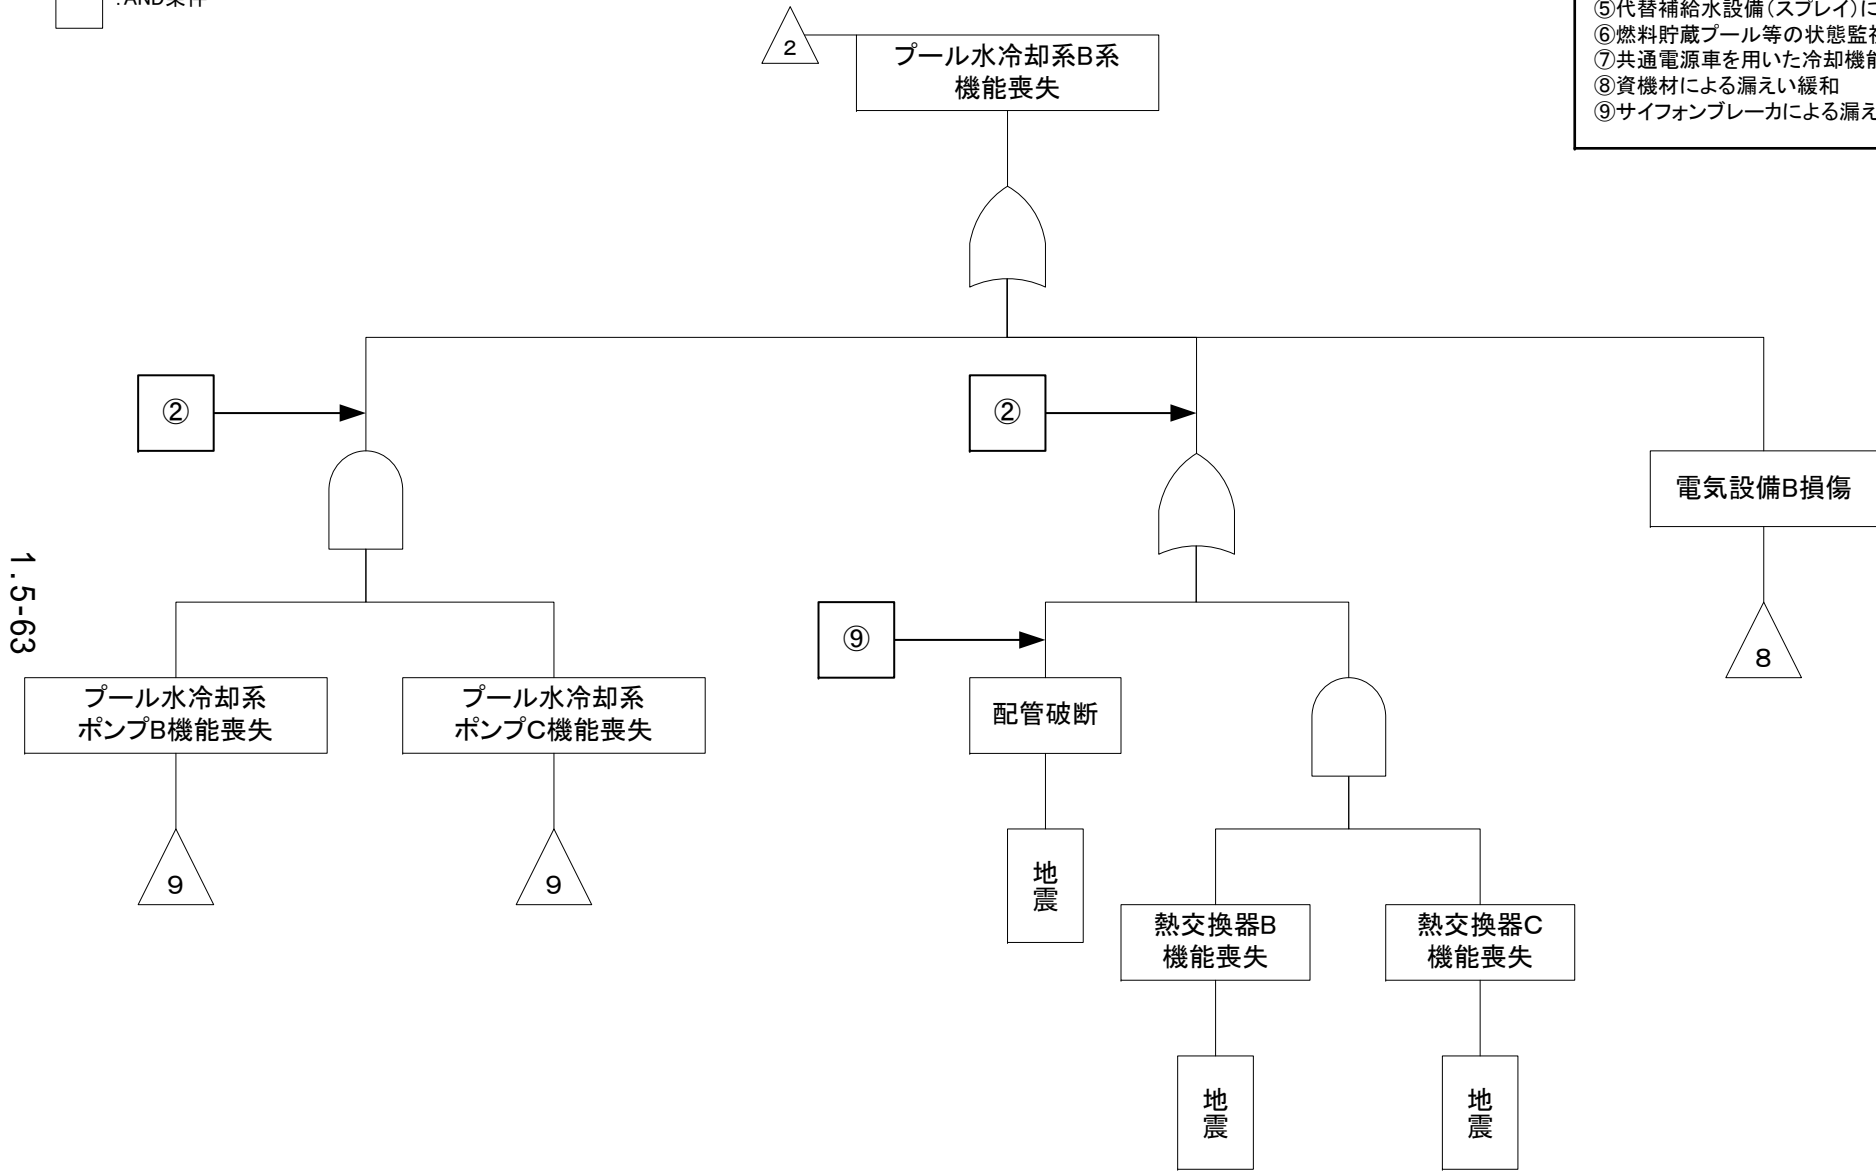 :AND条件
⑤代替補給水設備(スプレイ)に
⑥燃料貯蔵プール等の状態監視
⑦共通電源車を用いた冷却機能
⑧資機材による漏えい緩和
⑨サイフォンブレーカによる漏え
2
プール水冷却系B系
機能喪失
②
②
電気設備B損傷
8
1.5-63
⑨
プール水冷却系
ポンプB機能喪失
プール水冷却系
ポンプC機能喪失
配管破断
9
9
地震
熱交換器B
機能喪失
熱交換器C
機能喪失
地震
地震